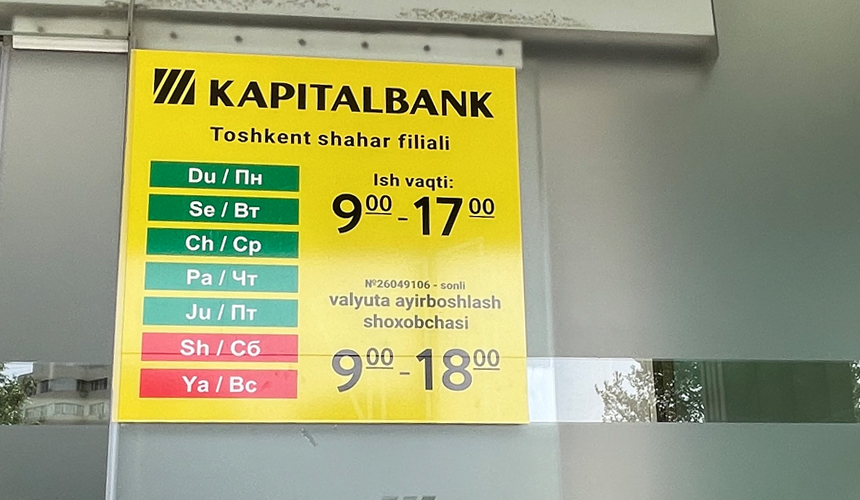 KAPITALBANK
Toshkent shahar filiali
Du / Пн
Se / Вт
Ch / Ср
Pa / Чт
Ju / Пт
Sh / Сб
Ya / Вс
Ish vaqti:
9⁰⁰-17⁰⁰
№26049106 - sonli
valyuta ayirboshlash
shoxobchasi
9⁰⁰-18⁰⁰